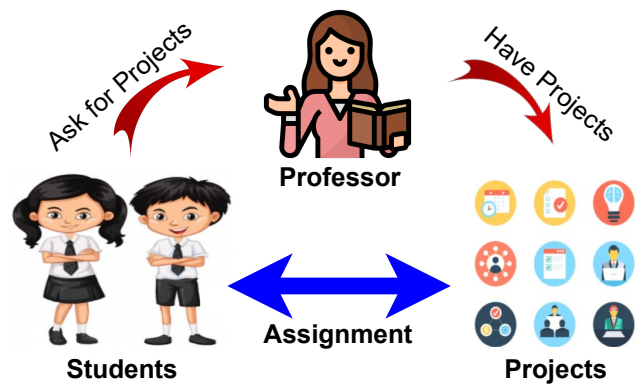 Ask for Projects
Have Projects
Professor
Assignment
Students
Projects